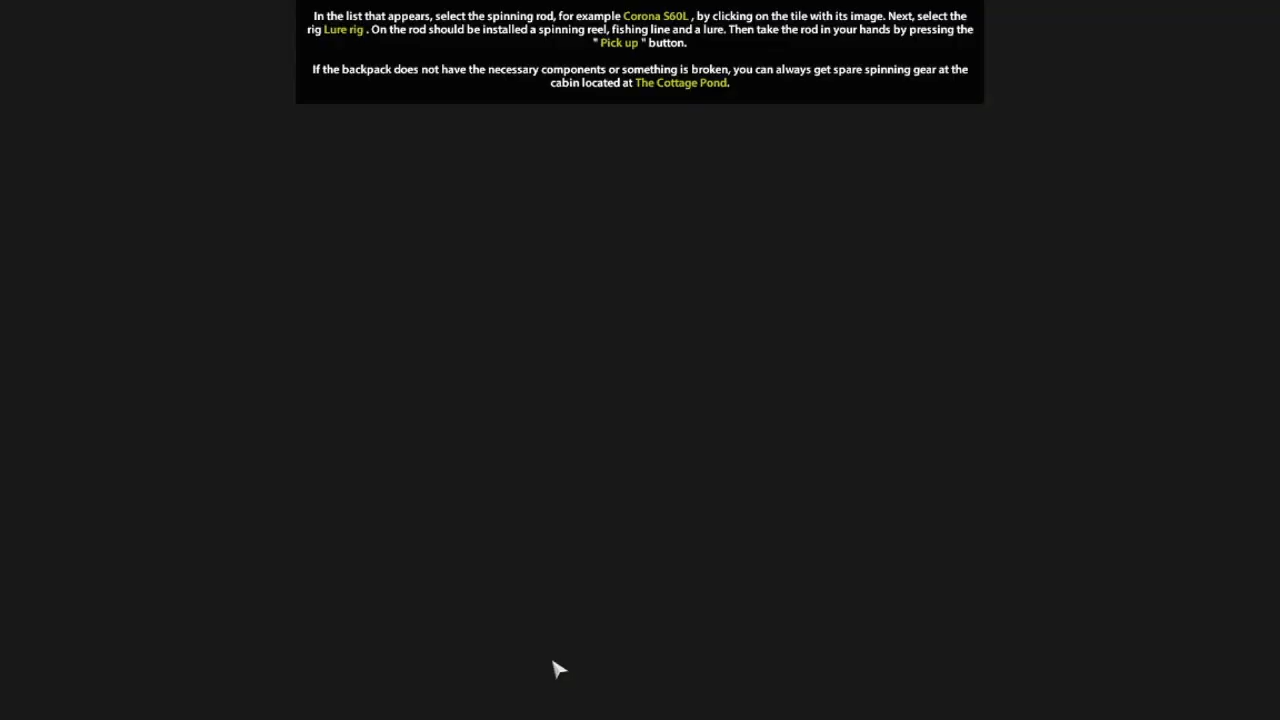 In the list that appears, select the spinning rod, for example Corona S60L , by clicking on the tile with its image. Next, select the
rig Lure rig . On the rod should be installed a spinning reel, fishing line and a lure. Then take the rod in your hands by pressing the
" Pick up " button.
If the backpack does not have the necessary components or something is broken, you can always get spare spinning gear at the
cabin located at The Cottage Pond.